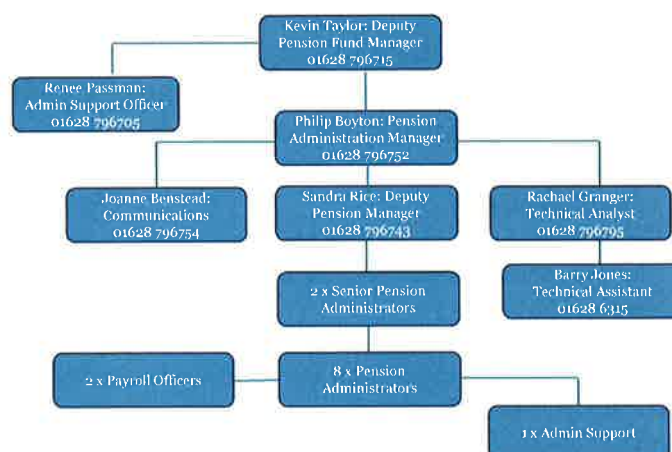 Kevin Taylor: Deputy
Pension Fund Manager
01628 796715
Renee Passman:
Admin Support Officer
01628 796705
Philip Boyton: Pension
Administration Manager
01628 796752
Joanne Benstead:
Communications
01628 796754
Sandra Rice: Deputy
Pension Manager
01628 796743
Rachael Granger:
Technical Analyst
01628 796795
Barry Jones:
Technical Assistant
01628 6315
2 x Senior Pension
Administrators
2 x Payroll Officers
8 x Pension
Administrators
1 x Admin Support